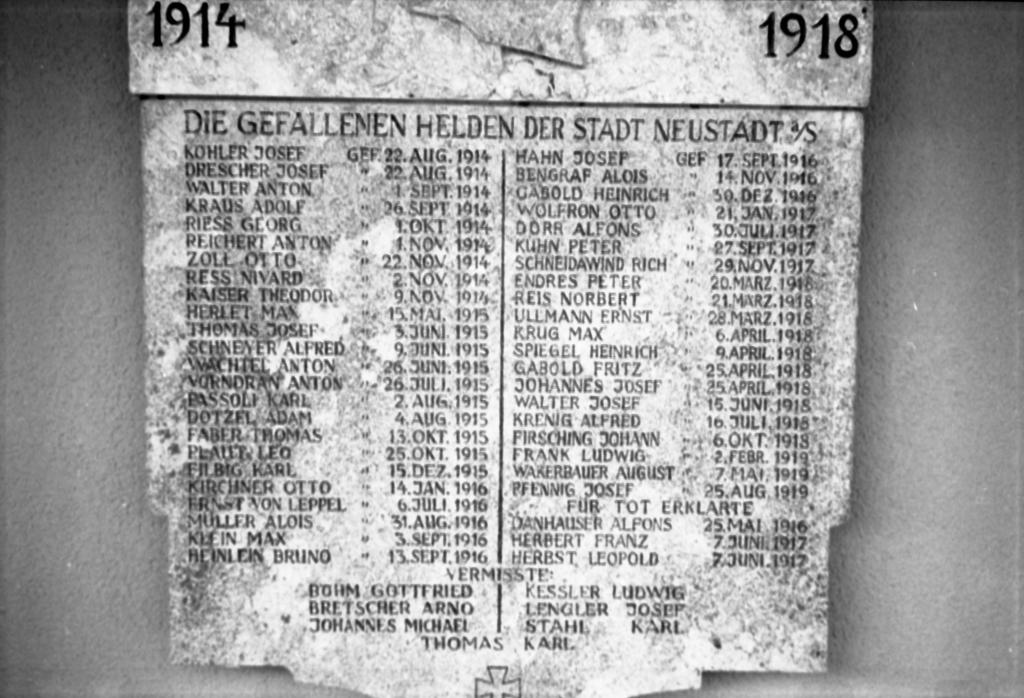 1914 1918
DIE GEFALLENEN HELDEN DER STADT NEUSTADT a/S
KÖHLER JOSEF GEF. 22. AUG. 1914
DRESCHER JOSEF " 22. AUG. 1914
WALTER ANTON " 1. SEPT. 1914
KRAUS ADOLF " 26. SEPT. 1914
RIESS GEORG " 1. OKT. 1914
REICHERT ANTON " 1. NOV. 1914
ZOLL OTTO " 22. NOV. 1914
RESS NIVARD " 2. NOV. 1914
KAISER THEODOR " 9. NOV. 1914
HERLET MAX " 15. MAI. 1915
THOMAS JOSEF " 3. JUNI. 1915
SCHNEYER ALFRED " 9. JUNI. 1915
WACHTEL ANTON " 26. JUNI. 1915
VORNDRAN ANTON " 26. JULI. 1915
PASSOLI KARL " 2. AUG. 1915
DOTZEL ADAM " 4. AUG. 1915
FABER THOMAS " 13. OKT. 1915
PLAUT LEO " 25. OKT. 1915
FILBIG KARL " 15. DEZ. 1915
KIRCHNER OTTO " 14. JAN. 1916
ERNST VON LEPPEL " 6. JULI. 1916
MÜLLER ALOIS " 31. AUG. 1916
KLEIN MAX " 3. SEPT. 1916
HEINLEIN BRUNO " 13. SEPT. 1916
HAHN JOSEF GEF 17. SEPT. 1916
BENGRAF ALOIS " 14. NOV. 1916
GABOLD HEINRICH " 30. DEZ. 1916
WOLFRON OTTO " 21. JAN. 1917
DÖRR ALFONS " 30. JULI. 1917
KUHN PETER " 27. SEPT. 1917
SCHNEIDAWIND RICH " 29. NOV. 1917
ENDRES PETER " 20. MÄRZ. 1918
REIS NORBERT " 21. MÄRZ. 1918
ULLMANN ERNST " 28. MÄRZ. 1918
KRUG MAX " 6. APRIL. 1918
SPIEGEL HEINRICH " 9. APRIL. 1918
GABOLD FRITZ " 25. APRIL. 1918
JOHANNES JOSEF " 25. APRIL. 1918
WALTER JOSEF " 15. JUNI. 1918
KRENIG ALFRED " 16. JULI. 1918
FIRSCHING JOHANN " 6. OKT. 1918
FRANK LUDWIG " 2. FEBR. 1919
WAKERBAUER AUGUST " 7. MAI. 1919
PFENNIG JOSEF " 25. AUG. 1919
FÜR TOT ERKLÄRTE
DANHAUSER ALFONS 25. MAI 1916
HERBERT FRANZ 7. JUNI. 1917
HERBST LEOPOLD 7. JUNI. 1917
VERMISSTE:
BÖHM GOTTFRIED
BRETSCHER ARNO
JOHANNES MICHAEL
KESSLER LUDWIG
LENGLER JOSEF
STAHL KARL
THOMAS KARL